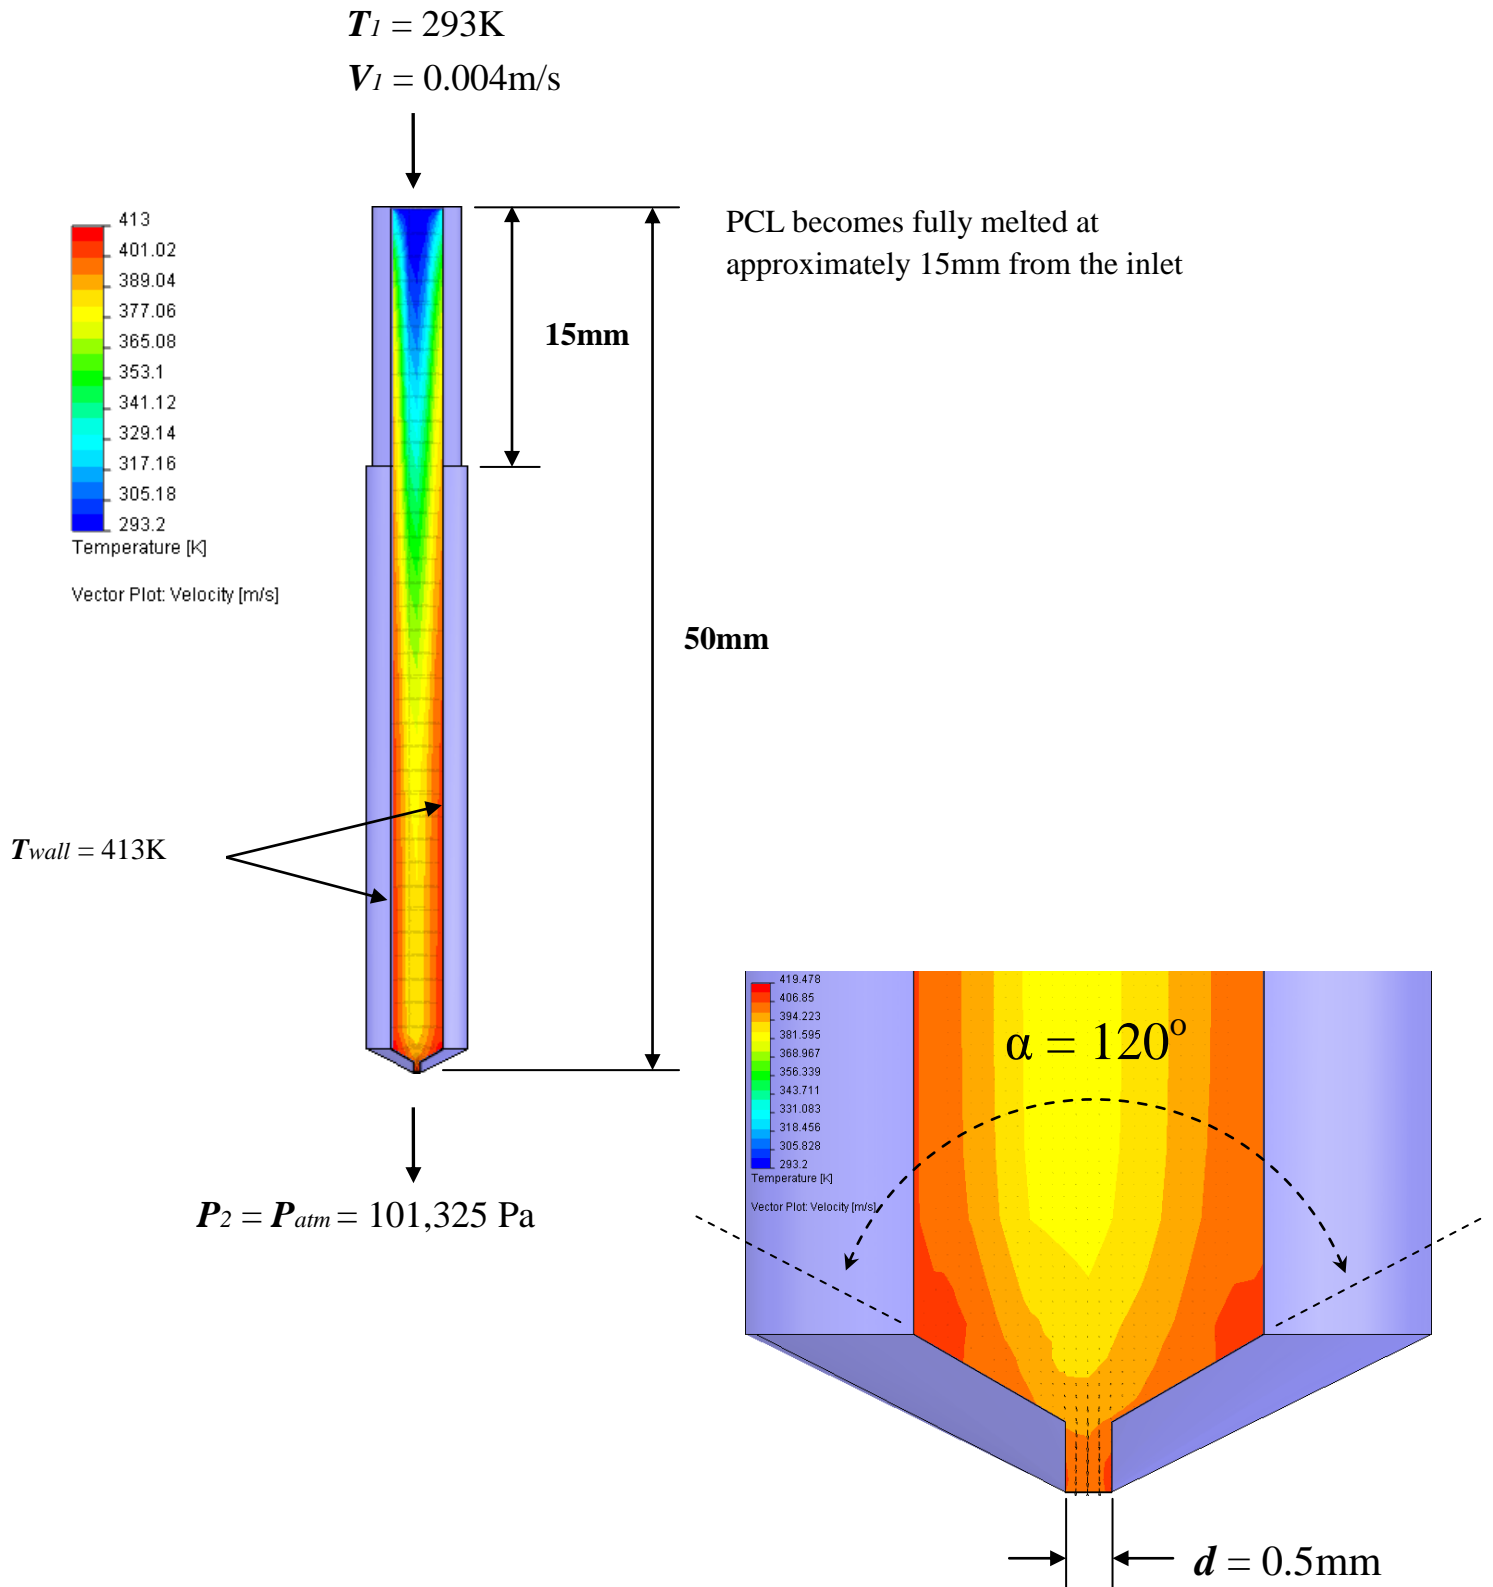 T1 = 293K
V1 = 0.004m/s
413
401.02
389.04
377.06
365.08
353.1
341.12
329.14
317.16
305.18
293.2
Temperature [K]
Vector Plot: Velocity [m/s]
PCL becomes fully melted at
approximately 15mm from the inlet
15mm
50mm
Twall = 413K
P2 = Patm = 101,325 Pa
419.478
406.85
394.223
381.595
368.967
356.339
343.711
331.083
318.456
305.828
293.2
Temperature [K]
Vector Plot: Velocity [m/s]
α = 120°
d = 0.5mm